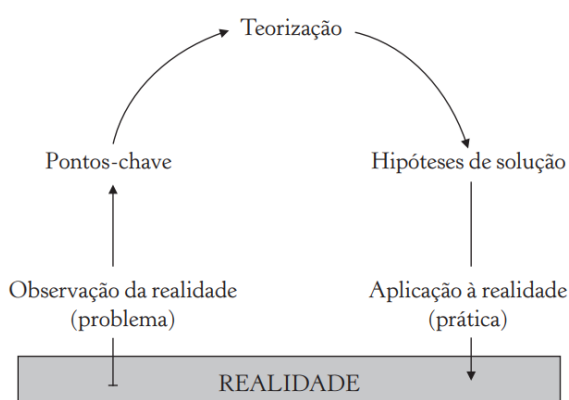 Teorização
Pontos-chave
Hipóteses de solução
Observação da realidade
(problema)
Aplicação à realidade
(prática)
REALIDADE